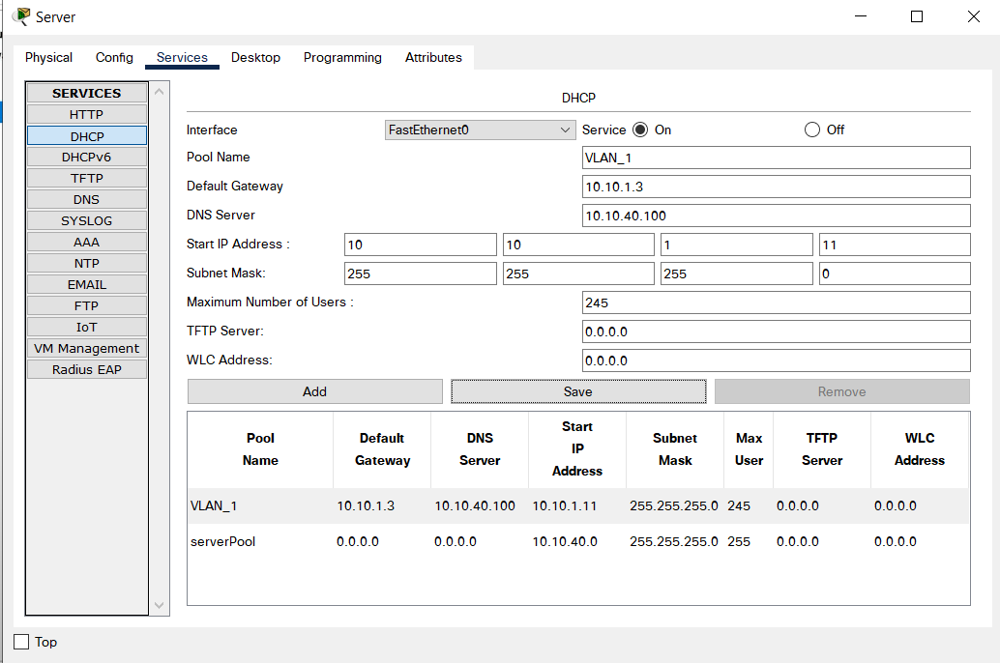 Server
Physical Config Services Desktop Programming Attributes
SERVICES
HTTP
DHCP
DHCPv6
TFTP
DNS
SYSLOG
AAA
NTP
EMAIL
FTP
IoT
VM Management
Radius EAP
DHCP
Interface FastEthernet0 Service On Off
Pool Name VLAN_1
Default Gateway 10.10.1.3
DNS Server 10.10.40.100
Start IP Address : 10 10 1 11
Subnet Mask: 255 255 255 0
Maximum Number of Users : 245
TFTP Server: 0.0.0.0
WLC Address: 0.0.0.0
Add Save Remove
Pool Name Default Gateway DNS Server Start IP Address Subnet Mask Max User TFTP Server WLC Address
VLAN_1 10.10.1.3 10.10.40.100 10.10.1.11 255.255.255.0 245 0.0.0.0 0.0.0.0
serverPool 0.0.0.0 0.0.0.0 10.10.40.0 255.255.255.0 255 0.0.0.0 0.0.0.0
Top